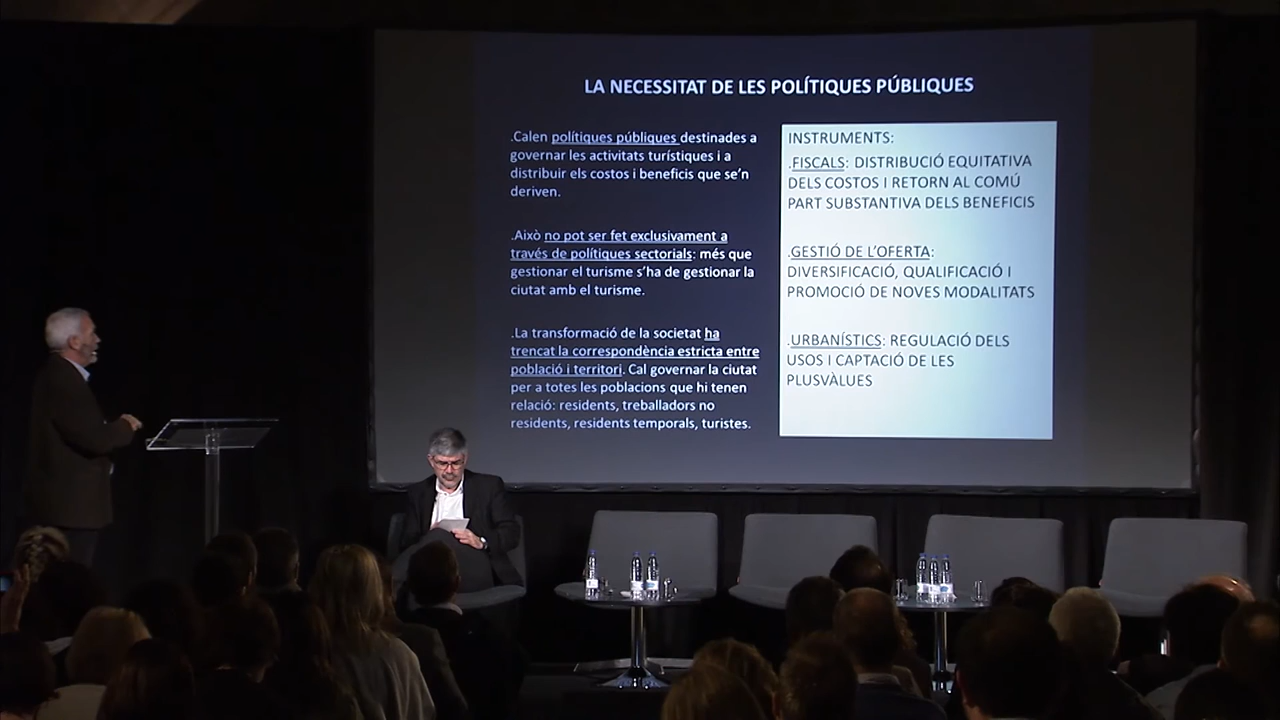 LA NECESSITAT DE LES POLÍTIQUES PÚBLIQUES
.Calen polítiques públiques destinades a
governar les activitats turístiques i a
distribuir els costos i beneficis que se'n
deriven.
.Això no pot ser fet exclusivament a
través de polítiques sectorials: més que
gestionar el turisme s'ha de gestionar la
ciutat amb el turisme.
.La transformació de la societat ha
trencat la correspondència estricta entre
població i territori. Cal governar la ciutat
per a totes les poblacions que hi tenen
relació: residents, treballadors no
residents, residents temporals, turistes.
INSTRUMENTS:
.FISCALS: DISTRIBUCIÓ EQUITATIVA
DELS COSTOS I RETORN AL COMÚ
PART SUBSTANTIVA DELS BENEFICIS
.GESTIÓ DE L'OFERTA:
DIVERSIFICACIÓ, QUALIFICACIÓ I
PROMOCIÓ DE NOVES MODALITATS
.URBANÍSTICS: REGULACIÓ DELS
USOS I CAPTACIÓ DE LES
PLUSVÀLUES